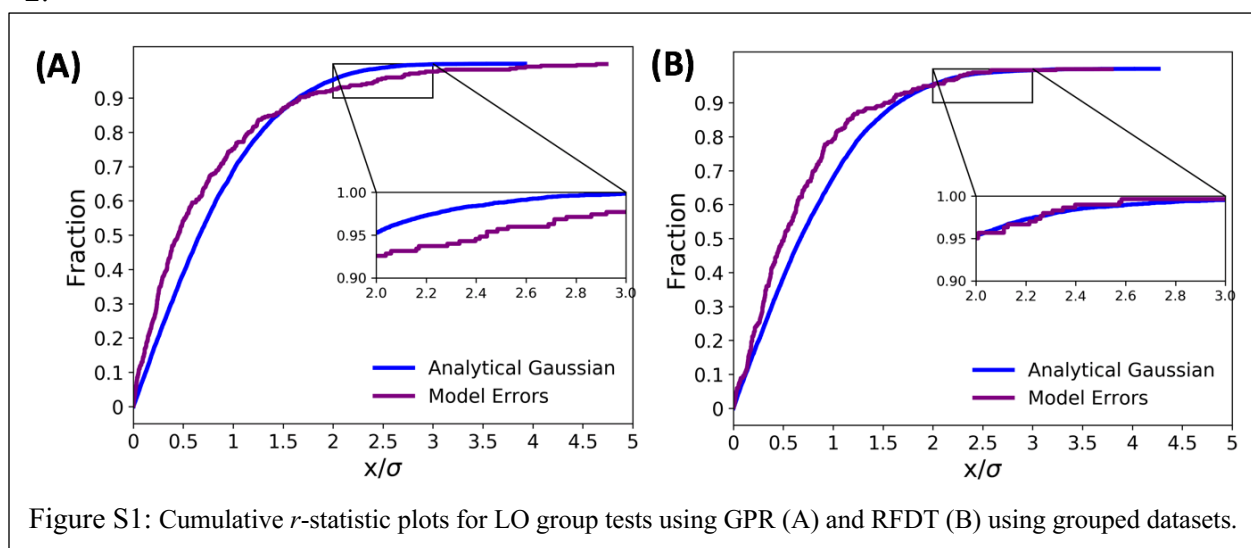 2.
(A)
Fraction
0.9
0.8
0.7
0.6
0.5
0.4
0.3
0.2
0.1
0
0 0.5 1 1.5 2 2.5 3 3.5 4 4.5 5
x/σ
1.00
0.95
0.90
2.0 2.2 2.4 2.6 2.8 3.0
Analytical Gaussian
Model Errors
(B)
Fraction
0.9
0.8
0.7
0.6
0.5
0.4
0.3
0.2
0.1
0
0 0.5 1 1.5 2 2.5 3 3.5 4 4.5 5
x/σ
1.00
0.95
0.90
2.0 2.2 2.4 2.6 2.8 3.0
Analytical Gaussian
Model Errors
Figure S1: Cumulative r-statistic plots for LO group tests using GPR (A) and RFDT (B) using grouped datasets.